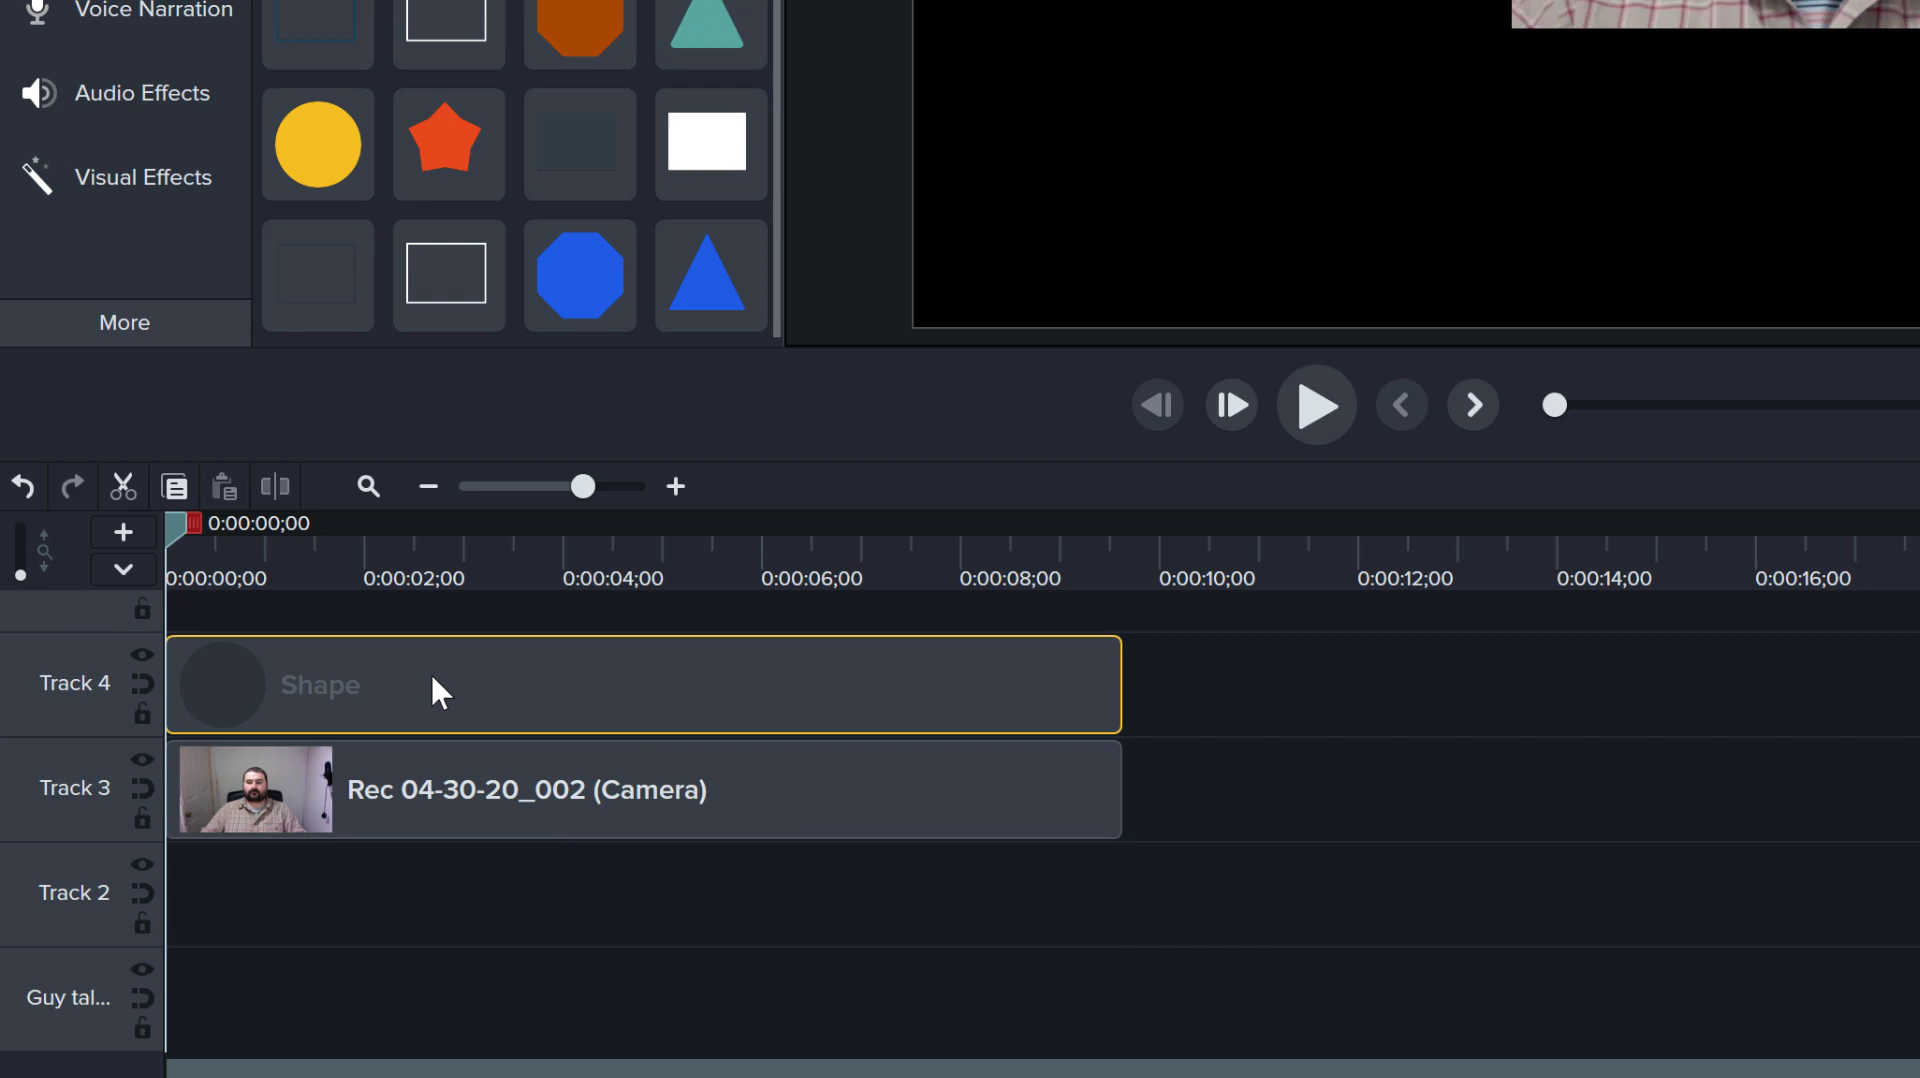 Voice Narration
Audio Effects
Visual Effects
More
0:00:00;00
0:00:00;00 0:00:02;00 0:00:04;00 0:00:06;00 0:00:08;00 0:00:10;00 0:00:12;00 0:00:14;00 0:00:16;00
Track 4
Shape
Track 3
Rec 04-30-20_002 (Camera)
Track 2
Guy tal...